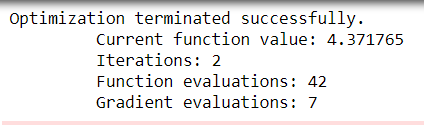 Optimization terminated successfully.
Current function value: 4.371765
Iterations: 2
Function evaluations: 42
Gradient evaluations: 7